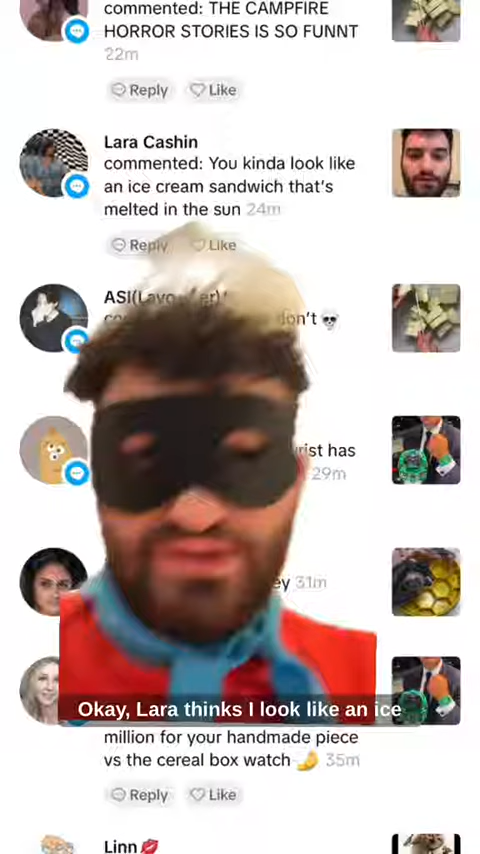 commented: THE CAMPFIRE
HORROR STORIES IS SO FUNNT
22m
Reply Like
Lara Cashin
commented: You kinda look like
an ice cream sandwich that's
melted in the sun 24m
Reply Like
don't 💀
has
29m
31m
Okay, Lara thinks I look like an ice
million for your handmade piece
vs the cereal box watch 🤌 35m
Reply Like
Linn💋